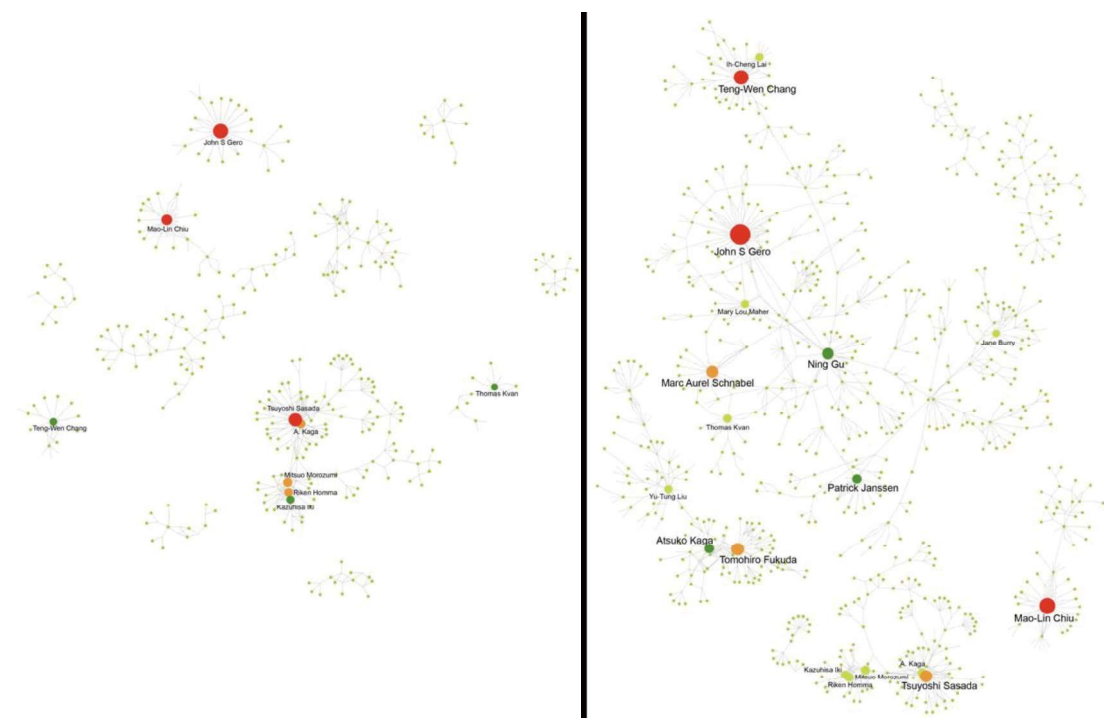 John S Gero
Mao-Lin Chiu
Thomas Kvan
Tsuyoshi Sasada
A. Kaga
Teng-Wen Chang
Mitsuo Morozumi
Riken Homma
Kazuhisa Iki
Ih-Cheng Lai
Teng-Wen Chang
John S Gero
Mary Lou Maher
Jane Burry
Ning Gu
Marc Aurel Schnabel
Thomas Kvan
Patrick Janssen
Yu-Tung Liu
Atsuko Kaga
Tomohiro Fukuda
Mao-Lin Chiu
A. Kaga
Kazuhisa Iki
Mitsuo Morozumi
Riken Homma
Tsuyoshi Sasada